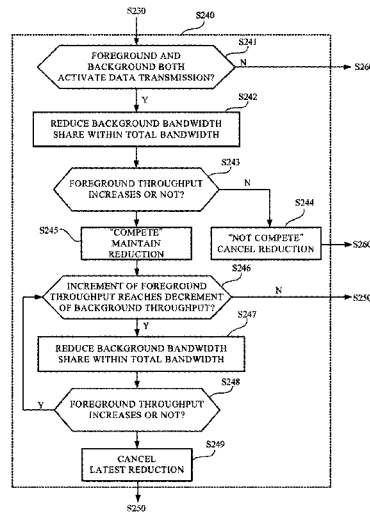 S230
S240
S241
FOREGROUND AND
BACKGROUND BOTH
ACTIVATE DATA TRANSMISSION?
N
S260
Y
S242
REDUCE BACKGROUND BANDWIDTH
SHARE WITHIN TOTAL BANDWIDTH
S243
FOREGROUND THROUGHPUT
INCREASES OR NOT?
N
S244
S245
"COMPETE"
MAINTAIN
REDUCTION
"NOT COMPETE"
CANCEL REDUCTION
S260
S246
INCREMENT OF FOREGROUND
THROUGHPUT REACHES DECREMENT
OF BACKGROUND THROUGHPUT?
N
S250
Y
S247
REDUCE BACKGROUND BANDWIDTH
SHARE WITHIN TOTAL BANDWIDTH
S248
Y
FOREGROUND THROUGHPUT
INCREASES OR NOT?
S249
CANCEL
LATEST REDUCTION
S250